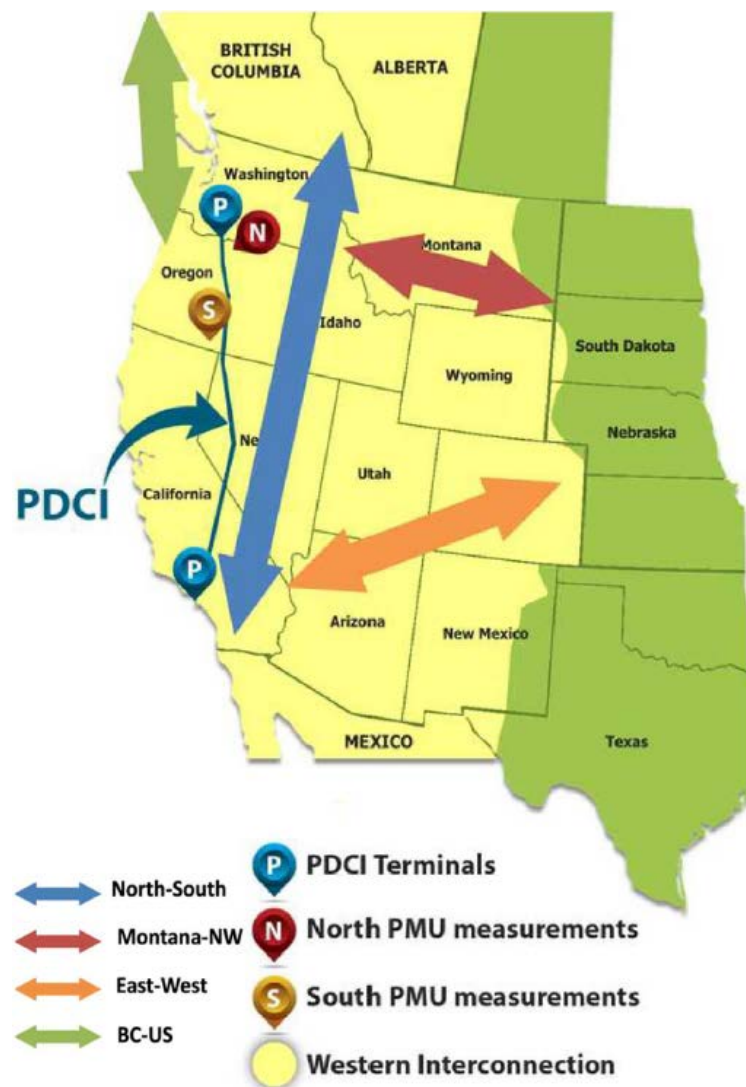 BRITISH
COLUMBIA
ALBERTA
Washington
P
N
Montana
Oregon
S
Idaho
South Dakota
Wyoming
Ne
Nebraska
Utah
PDCI
California
P
Arizona
New Mexico
MEXICO
Texas
P PDCI Terminals
North-South
N North PMU measurements
Montana-NW
East-West
S South PMU measurements
BC-US
Western Interconnection